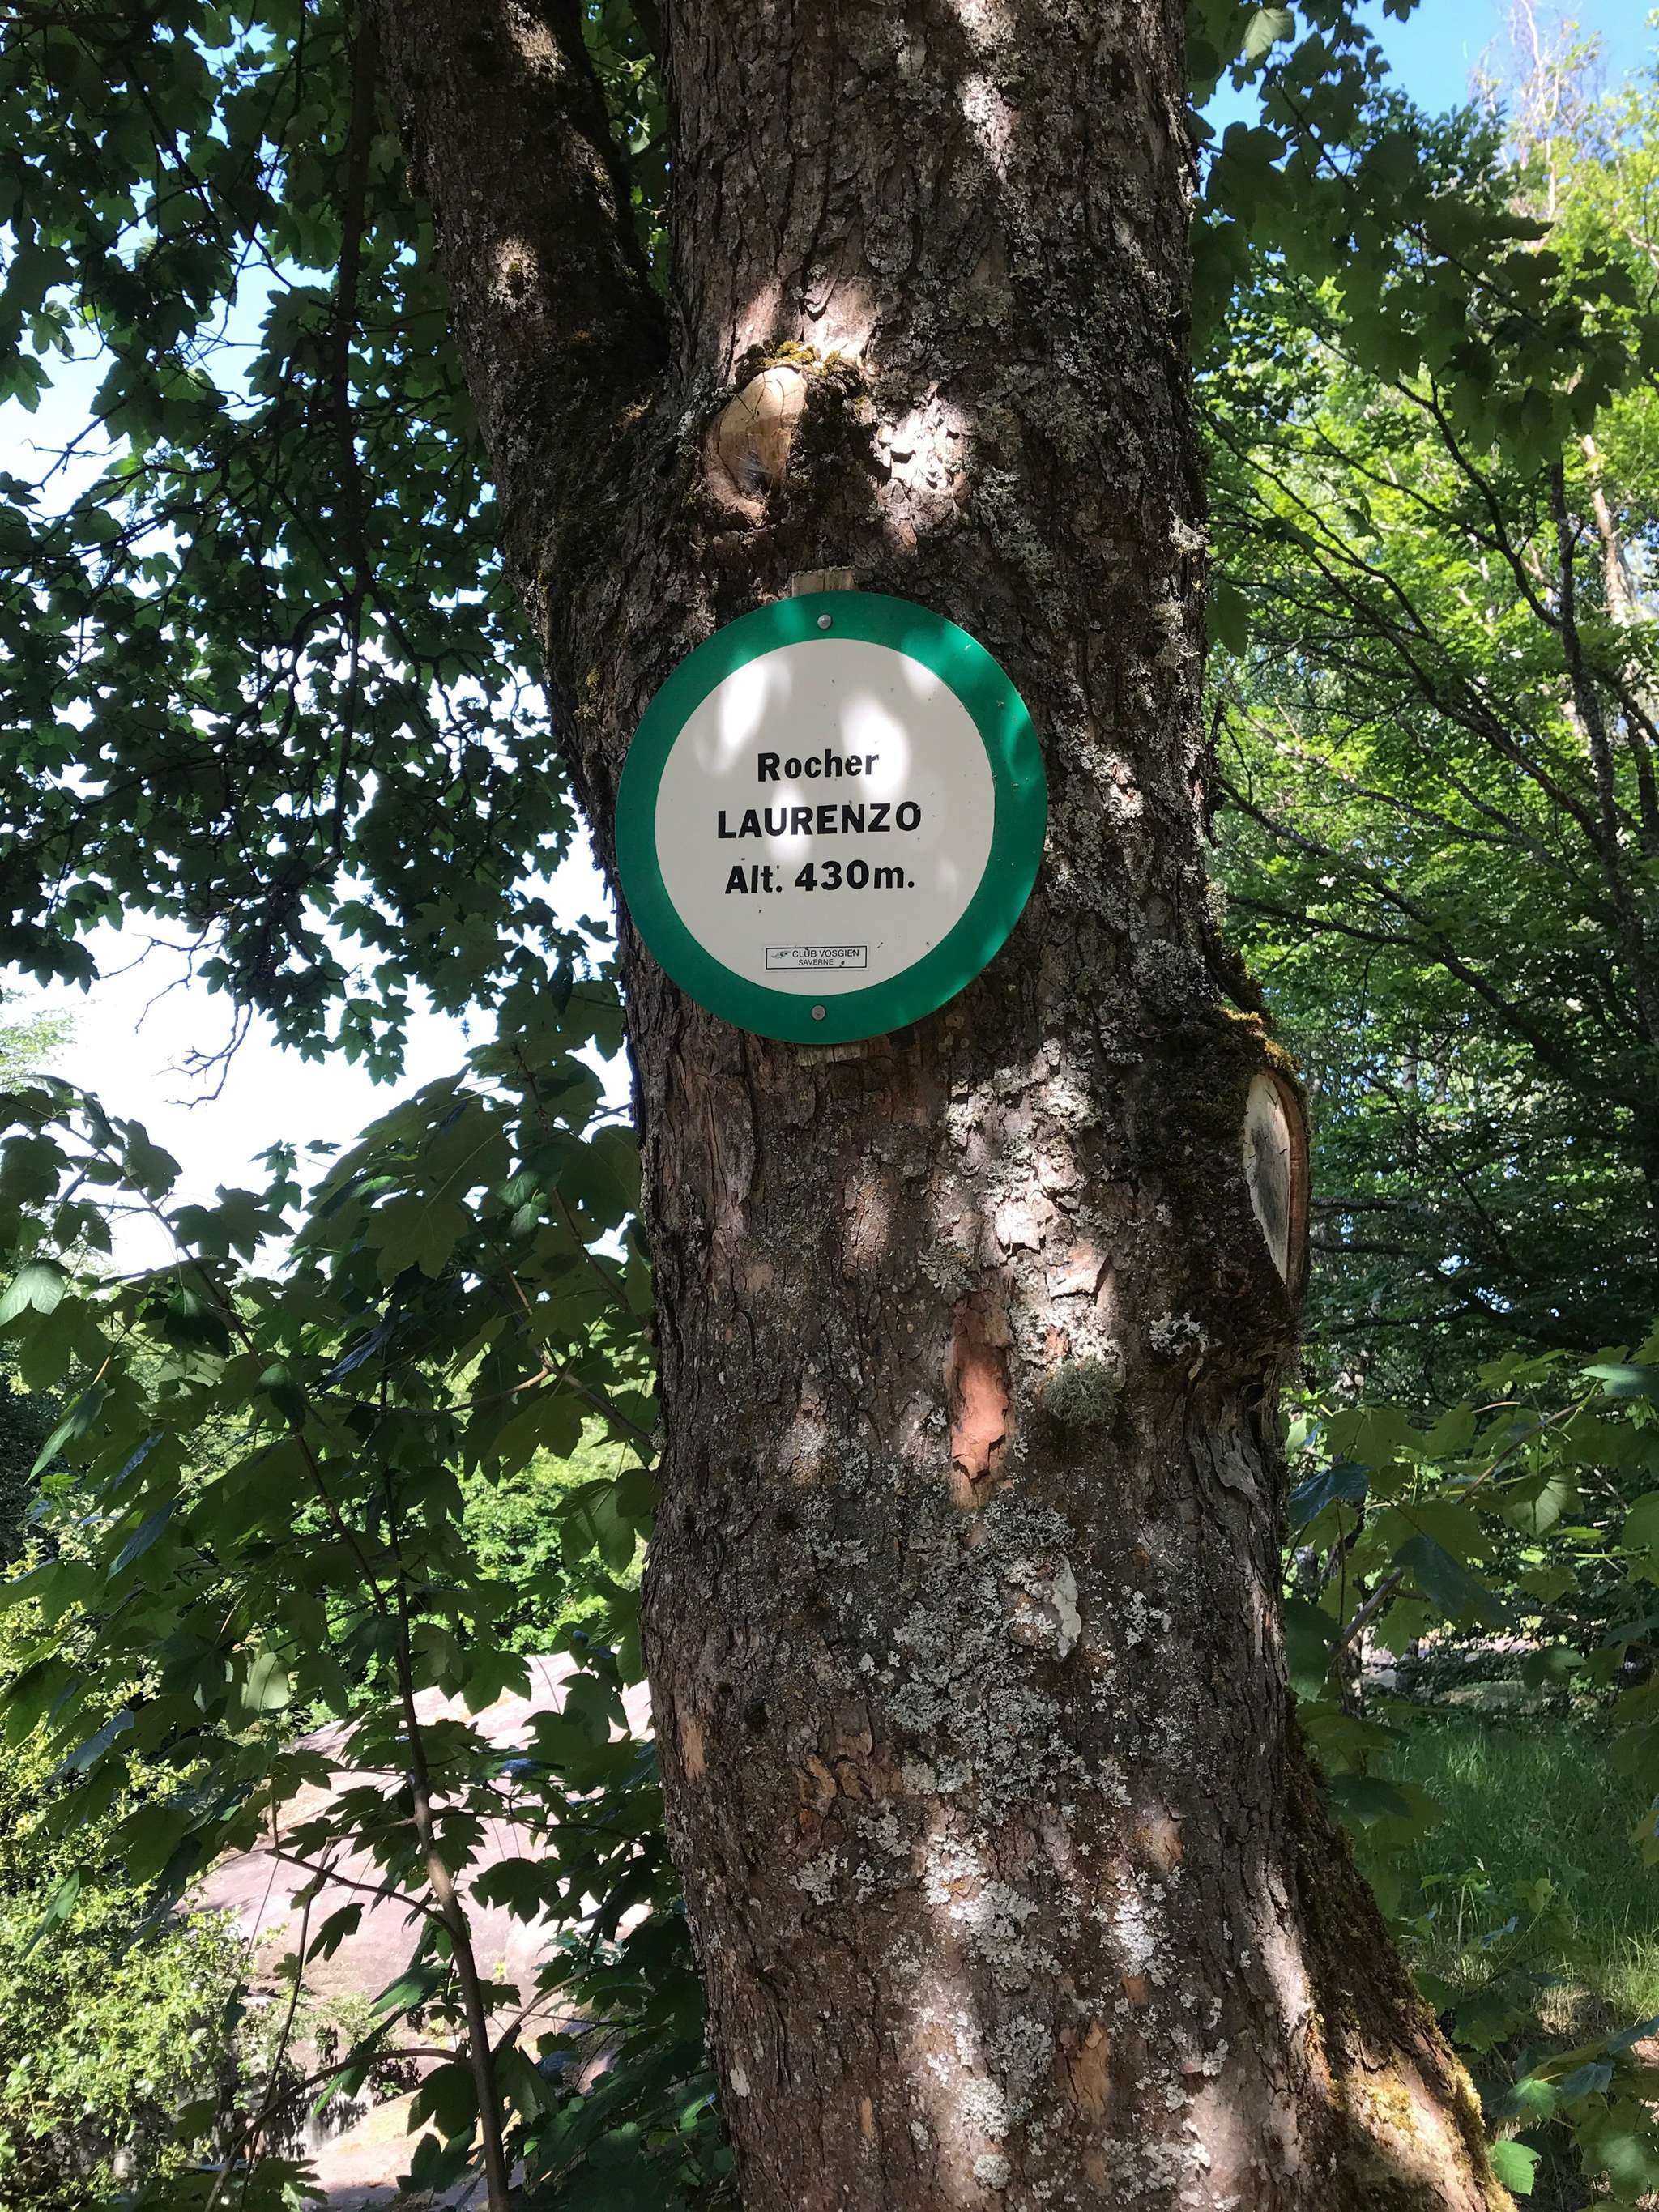 Rocher
LAURENZO
Alt. 430m.
CLUB VOSGIEN
SAVERNE